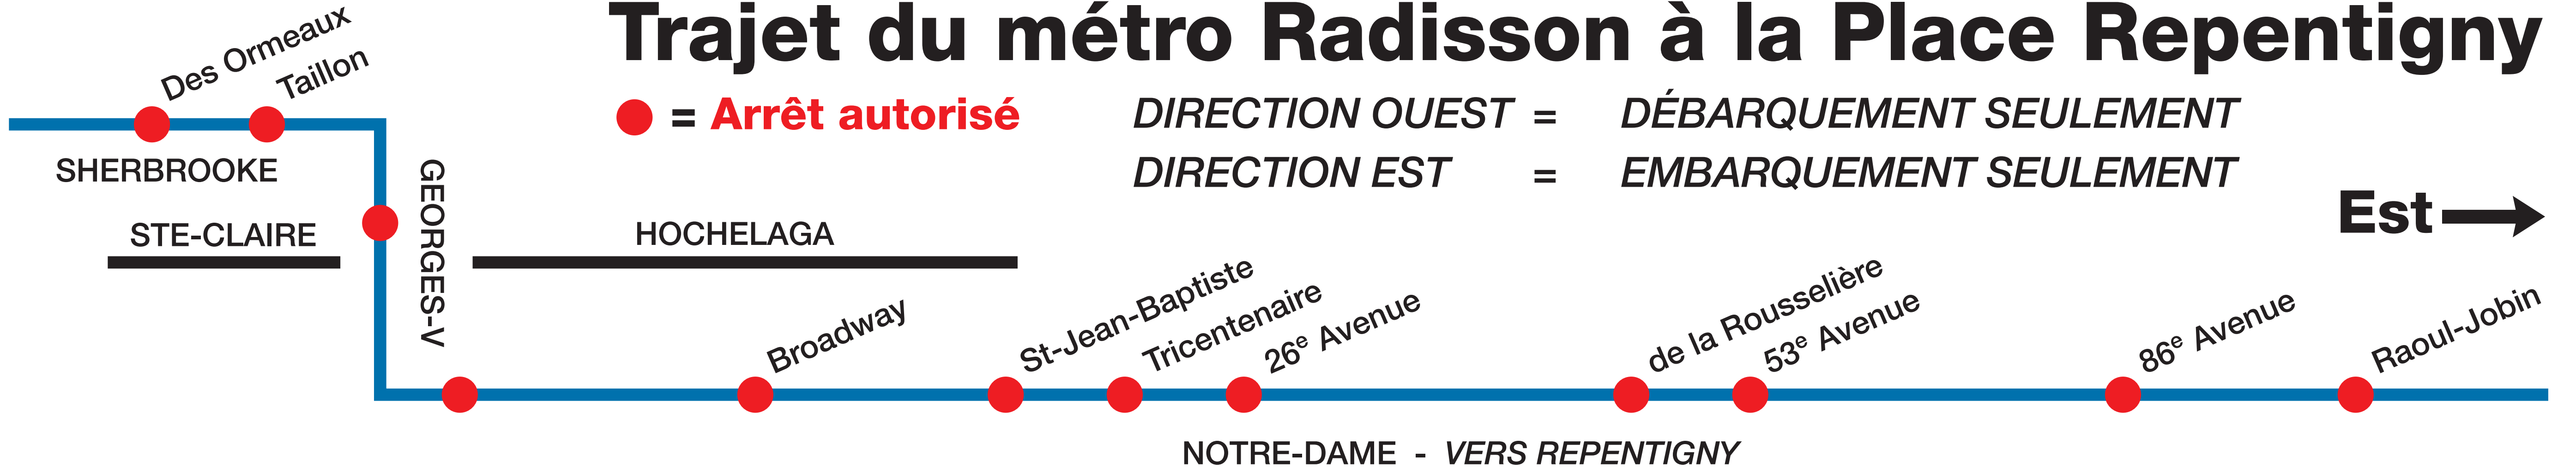 Trajet du métro Radisson à la Place Repentigny
= Arrêt autorisé
DIRECTION OUEST = DÉBARQUEMENT SEULEMENT
DIRECTION EST = EMBARQUEMENT SEULEMENT
Est
Des Ormeaux
Taillon
SHERBROOKE
STE-CLAIRE
GEORGES-V
HOCHELAGA
Broadway
St-Jean-Baptiste
Tricentenaire
26e Avenue
de la Rousselière
53e Avenue
86e Avenue
Raoul-Jobin
NOTRE-DAME - VERS REPENTIGNY